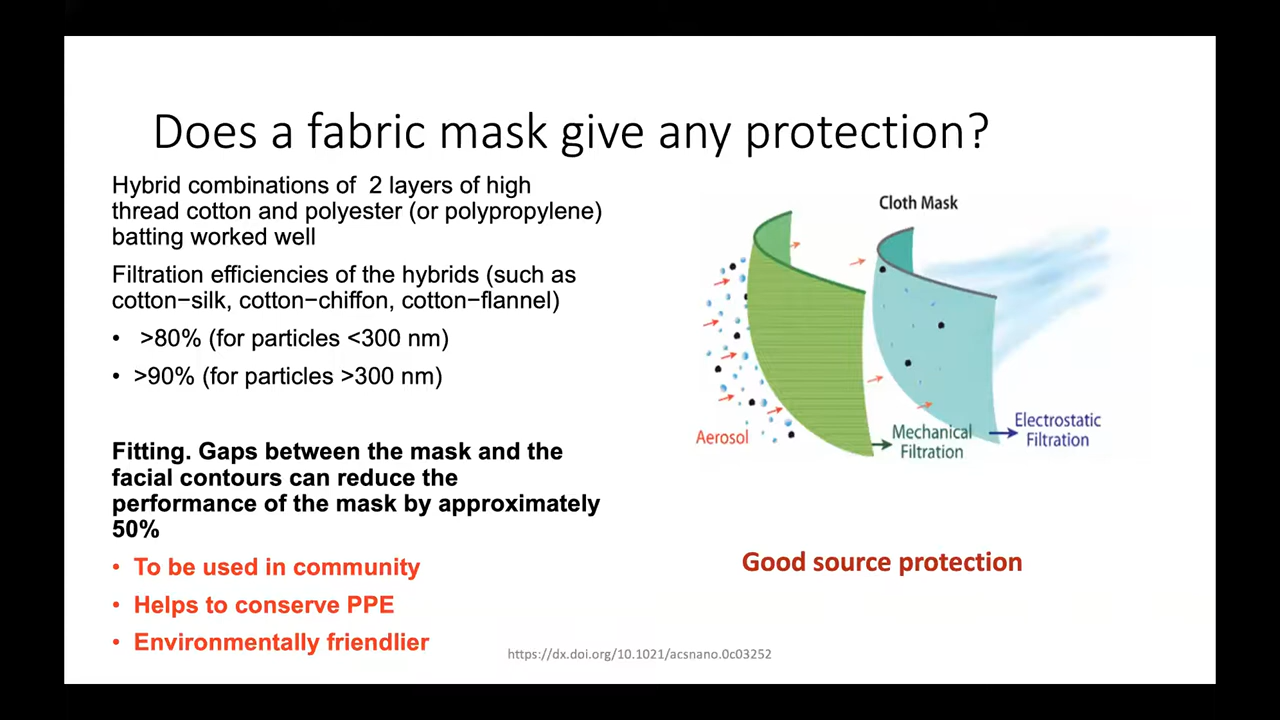 Does a fabric mask give any protection?
Hybrid combinations of 2 layers of high
thread cotton and polyester (or polypropylene)
batting worked well
Filtration efficiencies of the hybrids (such as
cotton−silk, cotton−chiffon, cotton−flannel)
• >80% (for particles <300 nm)
• >90% (for particles >300 nm)
Fitting. Gaps between the mask and the
facial contours can reduce the
performance of the mask by approximately
50%
• To be used in community
• Helps to conserve PPE
• Environmentally friendlier
Cloth Mask
Aerosol
Mechanical
Filtration
Electrostatic
Filtration
Good source protection
https://dx.doi.org/10.1021/acsnano.0c03252